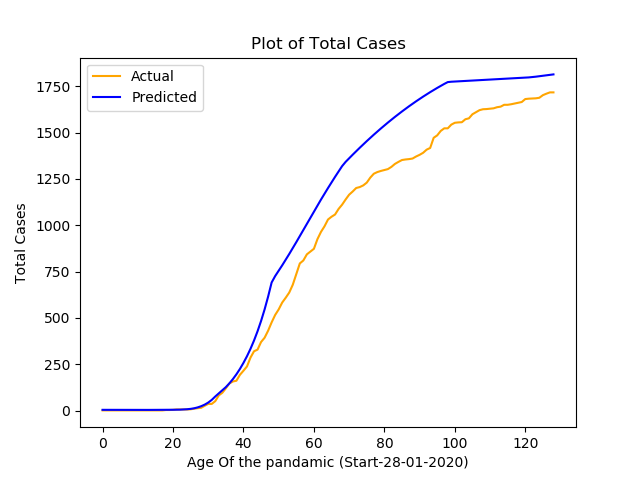 Plot of Total Cases
Actual
Predicted
1750
1500
1250
1000
750
500
250
0
Total Cases
0 20 40 60 80 100 120
Age Of the pandamic (Start-28-01-2020)